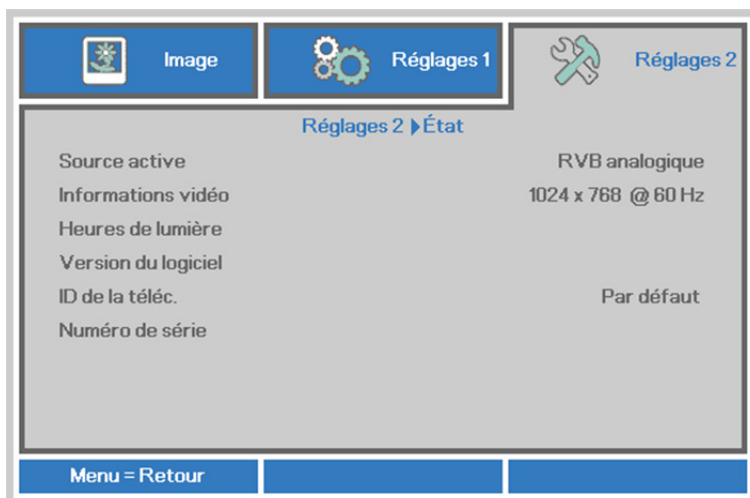 Image
Réglages 1
Réglages 2
Réglages 2 ▶ État
Source active RVB analogique
Informations vidéo 1024 x 768 @ 60 Hz
Heures de lumière
Version du logiciel
ID de la téléc. Par défaut
Numéro de série
Menu = Retour